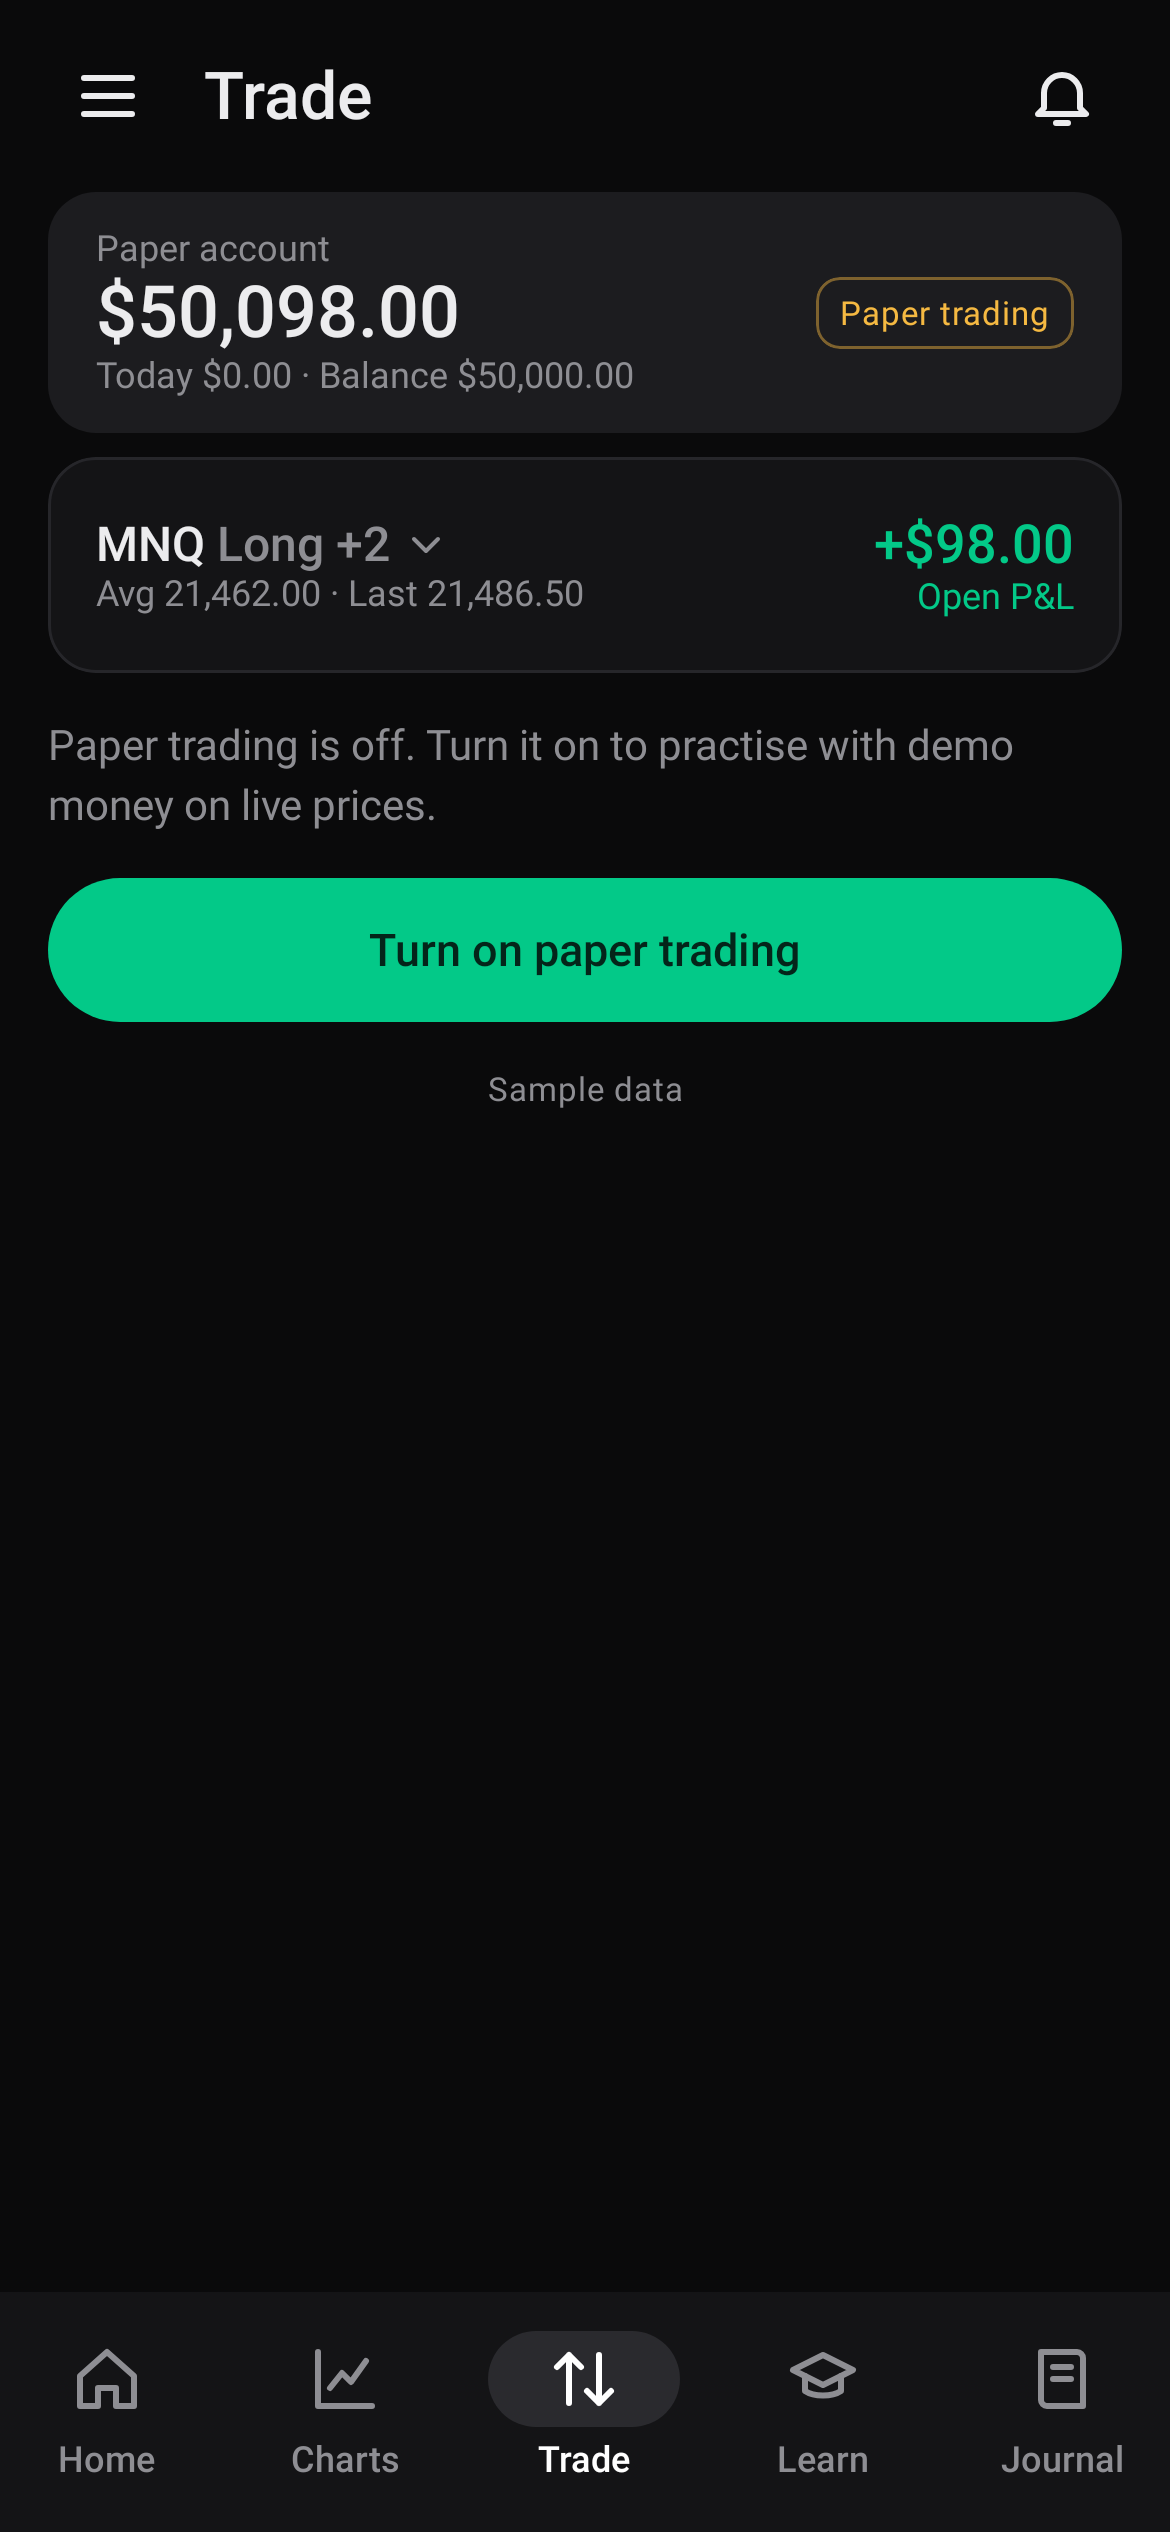 Trade
Paper account
$50,098.00
Paper trading
Today $0.00 · Balance $50,000.00
MNQ Long +2
+$98.00
Avg 21,462.00 · Last 21,486.50
Open P&L
Paper trading is off. Turn it on to practise with demo
money on live prices.
Turn on paper trading
Sample data
Home
Charts
Trade
Learn
Journal